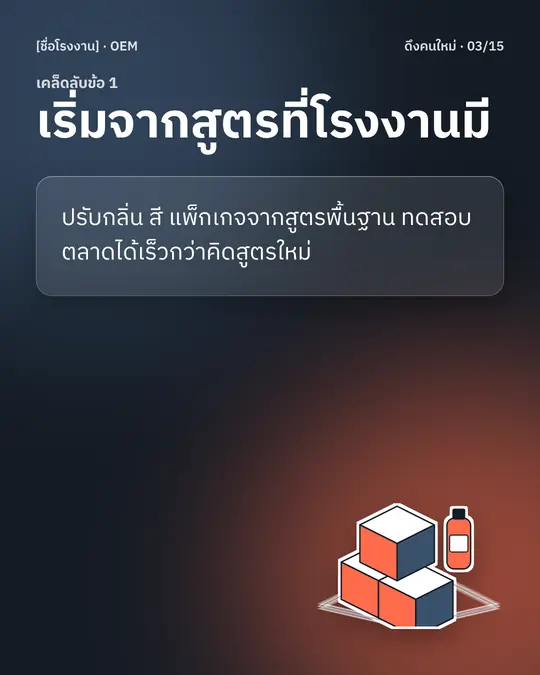 [ชื่อโรงงาน] · OEM
ดึงคนใหม่ · 03/15
เคล็ดลับข้อ 1
เริ่มจากสูตรที่โรงงานมี
ปรับกลิ่น สี แพ็กเกจจากสูตรพื้นฐาน ทดสอบ
ตลาดได้เร็วกว่าคิดสูตรใหม่